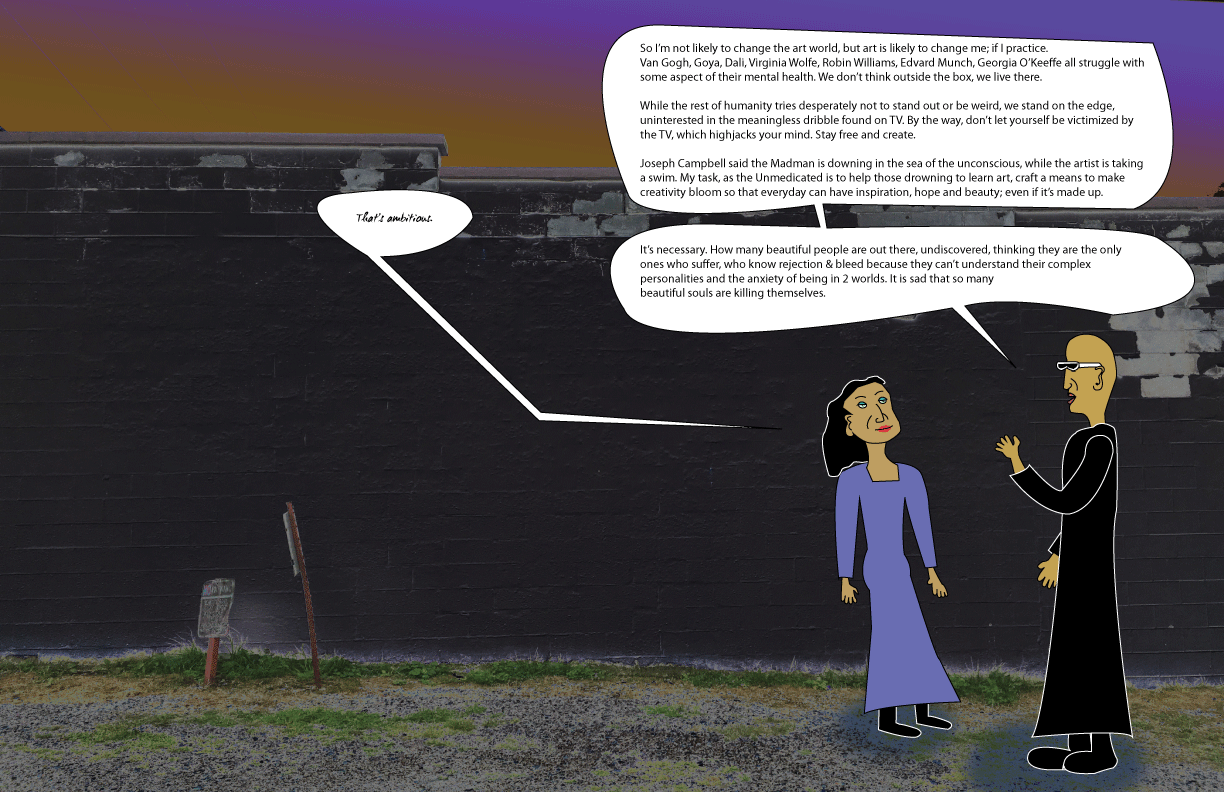 So I'm not likely to change the art world, but art is likely to change me; if I practice.
Van Gogh, Goya, Dali, Virginia Wolfe, Robin Williams, Edvard Munch, Georgia O'Keeffe all struggle with
some aspect of their mental health. We don't think outside the box, we live there.
While the rest of humanity tries desperately not to stand out or be weird, we stand on the edge,
uninterested in the meaningless dribble found on TV. By the way, don't let yourself be victimized by
the TV, which highjacks your mind. Stay free and create.
Joseph Campbell said the Madman is downing in the sea of the unconscious, while the artist is taking
a swim. My task, as the Unmedicated is to help those drowning to learn art, craft a means to make
creativity bloom so that everyday can have inspiration, hope and beauty; even if it's made up.
That's ambitious.
It's necessary. How many beautiful people are out there, undiscovered, thinking they are the only
ones who suffer, who know rejection & bleed because they can't understand their complex
personalities and the anxiety of being in 2 worlds. It is sad that so many
beautiful souls are killing themselves.